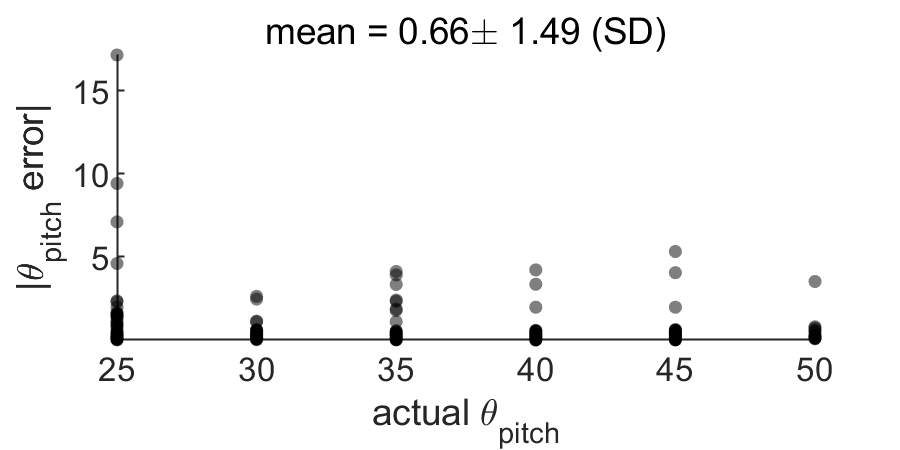 mean = 0.66± 1.49 (SD)
|θpitch error|
15
10
5
25 30 35 40 45 50
actual θpitch